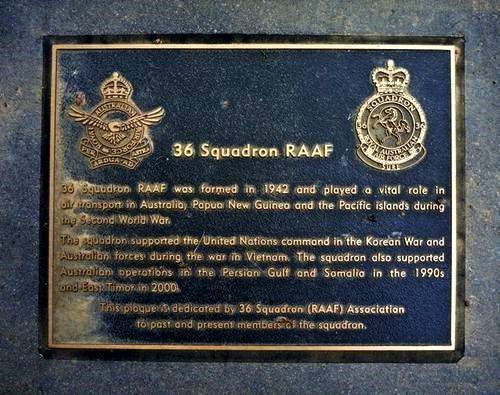 AUSTRALIA
SQUADRON
36 Squadron RAAF
SURE
36 Squadron RAAF was formed in 1942 and played a vital role in
air transport in Australia, Papua New Guinea and the Pacific islands during
the Second World War.
The squadron supported the United Nations command in the Korean War and
Australian forces during the war in Vietnam. The squadron also supported
Australian operations in the Persian Gulf and Somalia in the 1990s
and East Timor in 2000.
This plaque is dedicated by 36 Squadron (RAAF) Association
to past and present members of the squadron.